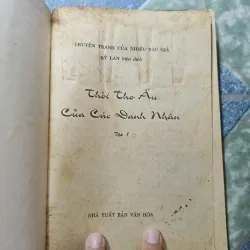 TRUYỆN TRANH CỦA NHIỀU TÁC GIẢ
KỲ LAN biên dịch
Thời Thơ Ấu
Của Các Danh Nhân
Tập 1
NHÀ XUẤT BẢN VĂN HÓA